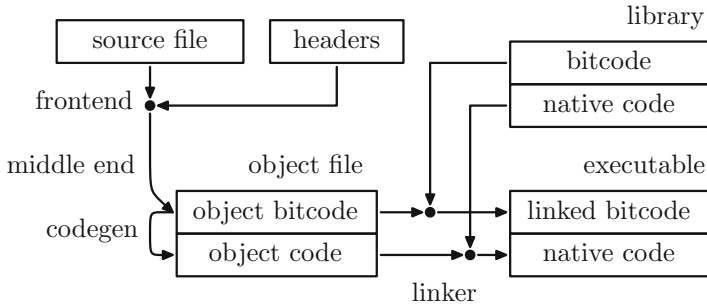 library
source file
headers
bitcode
frontend
native code
middle end
object file
executable
object bitcode
linked bitcode
codegen
object code
native code
linker